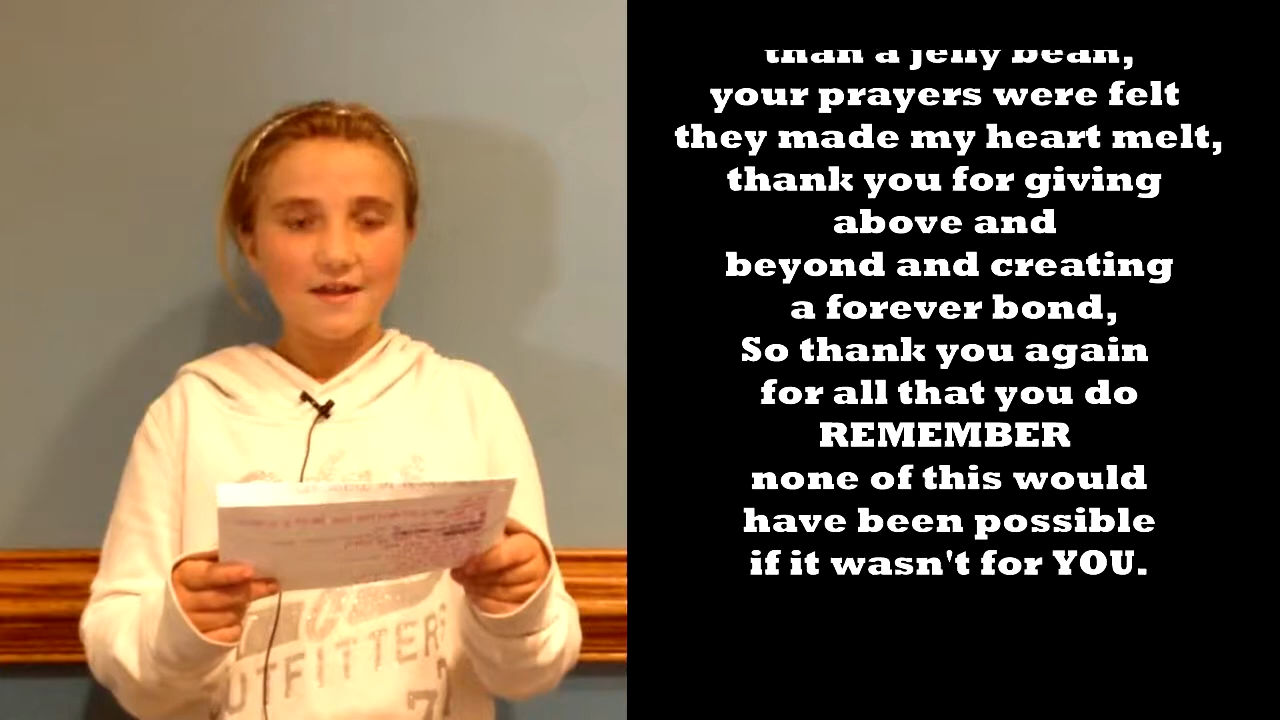 than a jelly bean,
your prayers were felt
they made my heart melt,
thank you for giving
above and
beyond and creating
a forever bond,
So thank you again
for all that you do
REMEMBER
none of this would
have been possible
if it wasn't for YOU.
OUTFITTERS